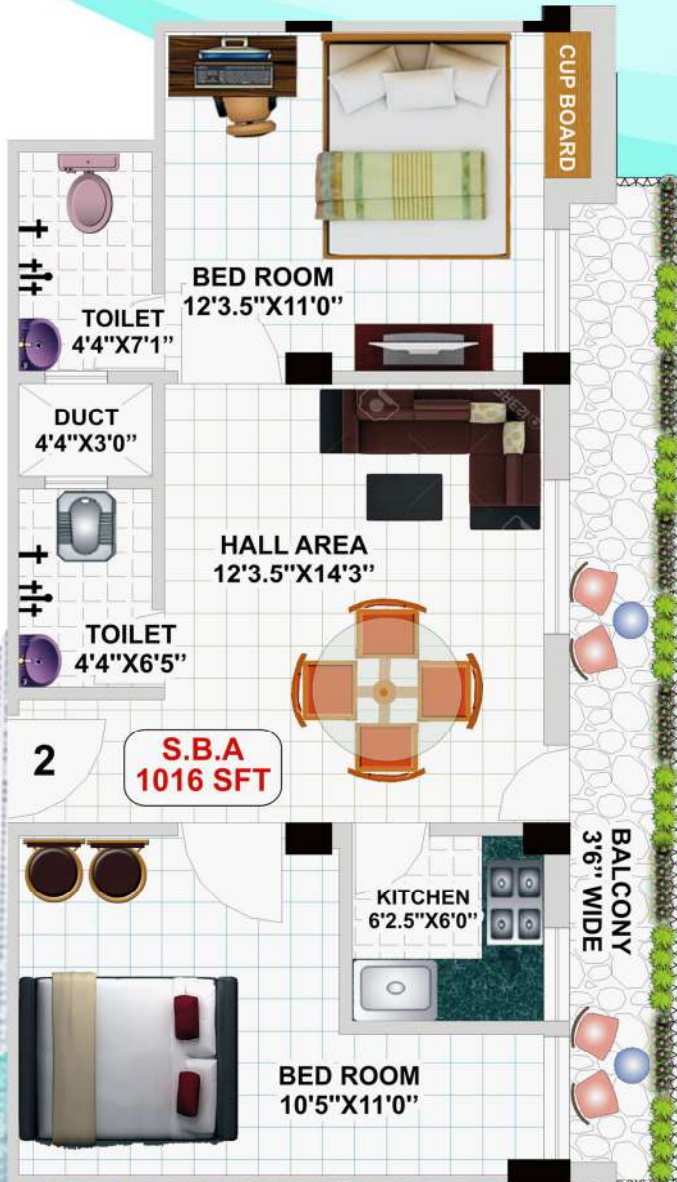 CUP BOARD
BED ROOM
12'3.5"X11'0"
TOILET
4'4"X7'1"
DUCT
4'4"X3'0"
HALL AREA
12'3.5"X14'3"
TOILET
4'4"X6'5"
2
S.B.A
1016 SFT
BALCONY
3'6" WIDE
KITCHEN
6'2.5"X6'0"
BED ROOM
10'5"X11'0"